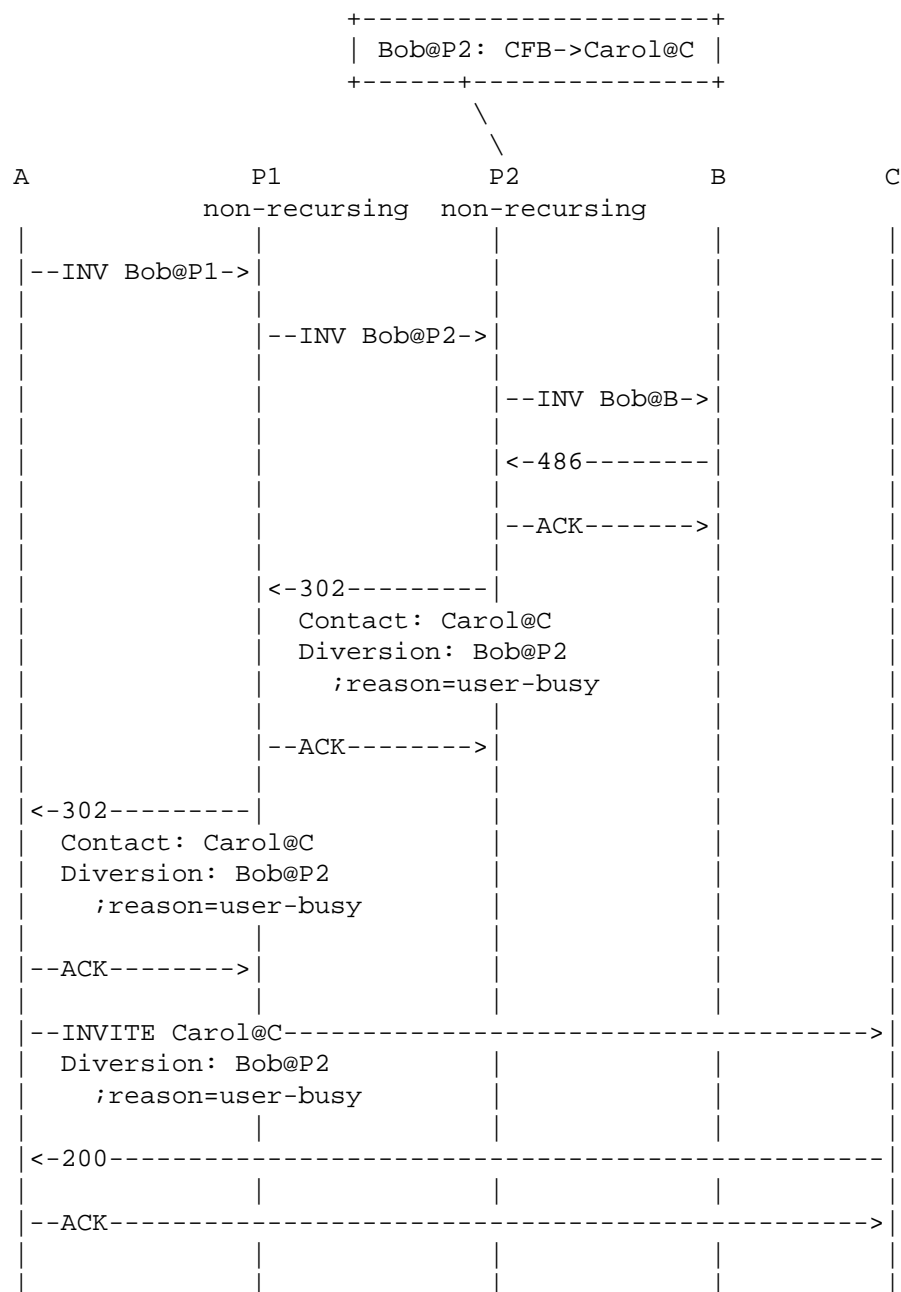 Bob@P2: CFB->Carol@C
A P1 P2 B C
non-recursing non-recursing
--INV Bob@P1->
--INV Bob@P2->
--INV Bob@B->
<-486--------
--ACK------->
<-302---------
Contact: Carol@C
Diversion: Bob@P2
;reason=user-busy
--ACK-------->
<-302---------
Contact: Carol@C
Diversion: Bob@P2
;reason=user-busy
--ACK-------->
--INVITE Carol@C------------------------------------->
Diversion: Bob@P2
;reason=user-busy
<-200-------------------------------------------------
--ACK------------------------------------------------>